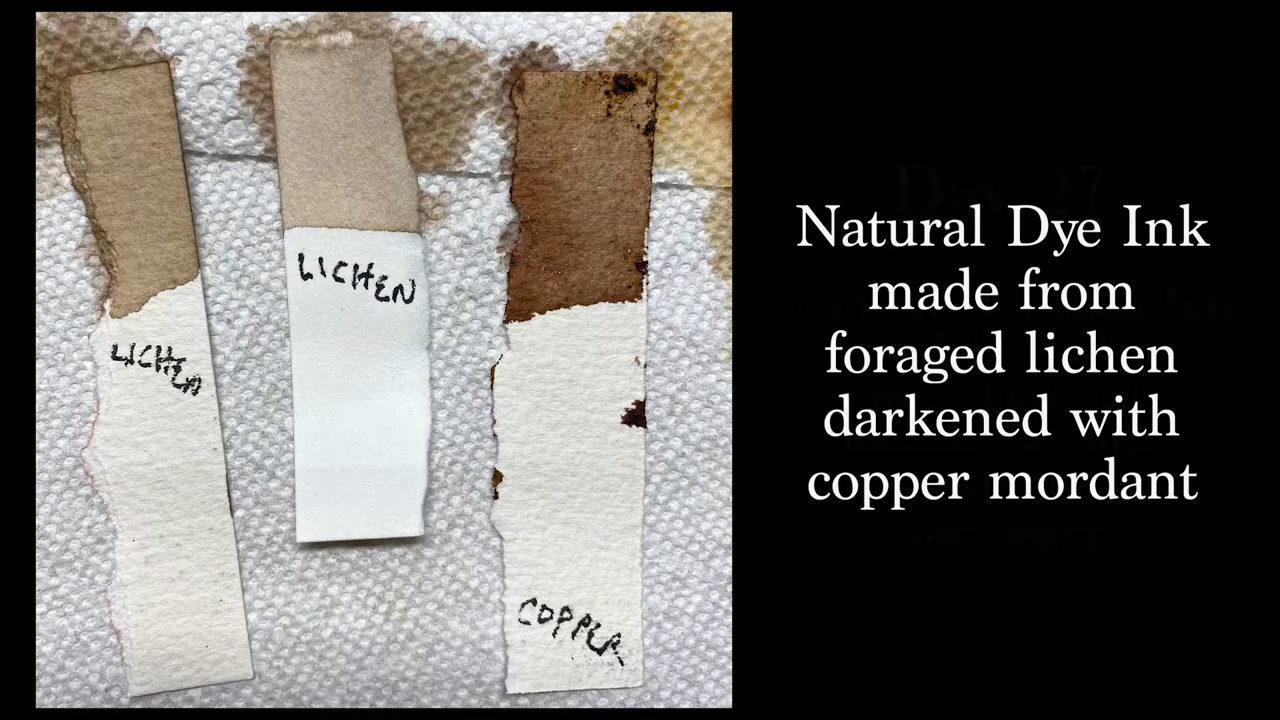 LICHEN
LICHEN
COPPER
Natural Dye Ink
made from
foraged lichen
darkened with
copper mordant